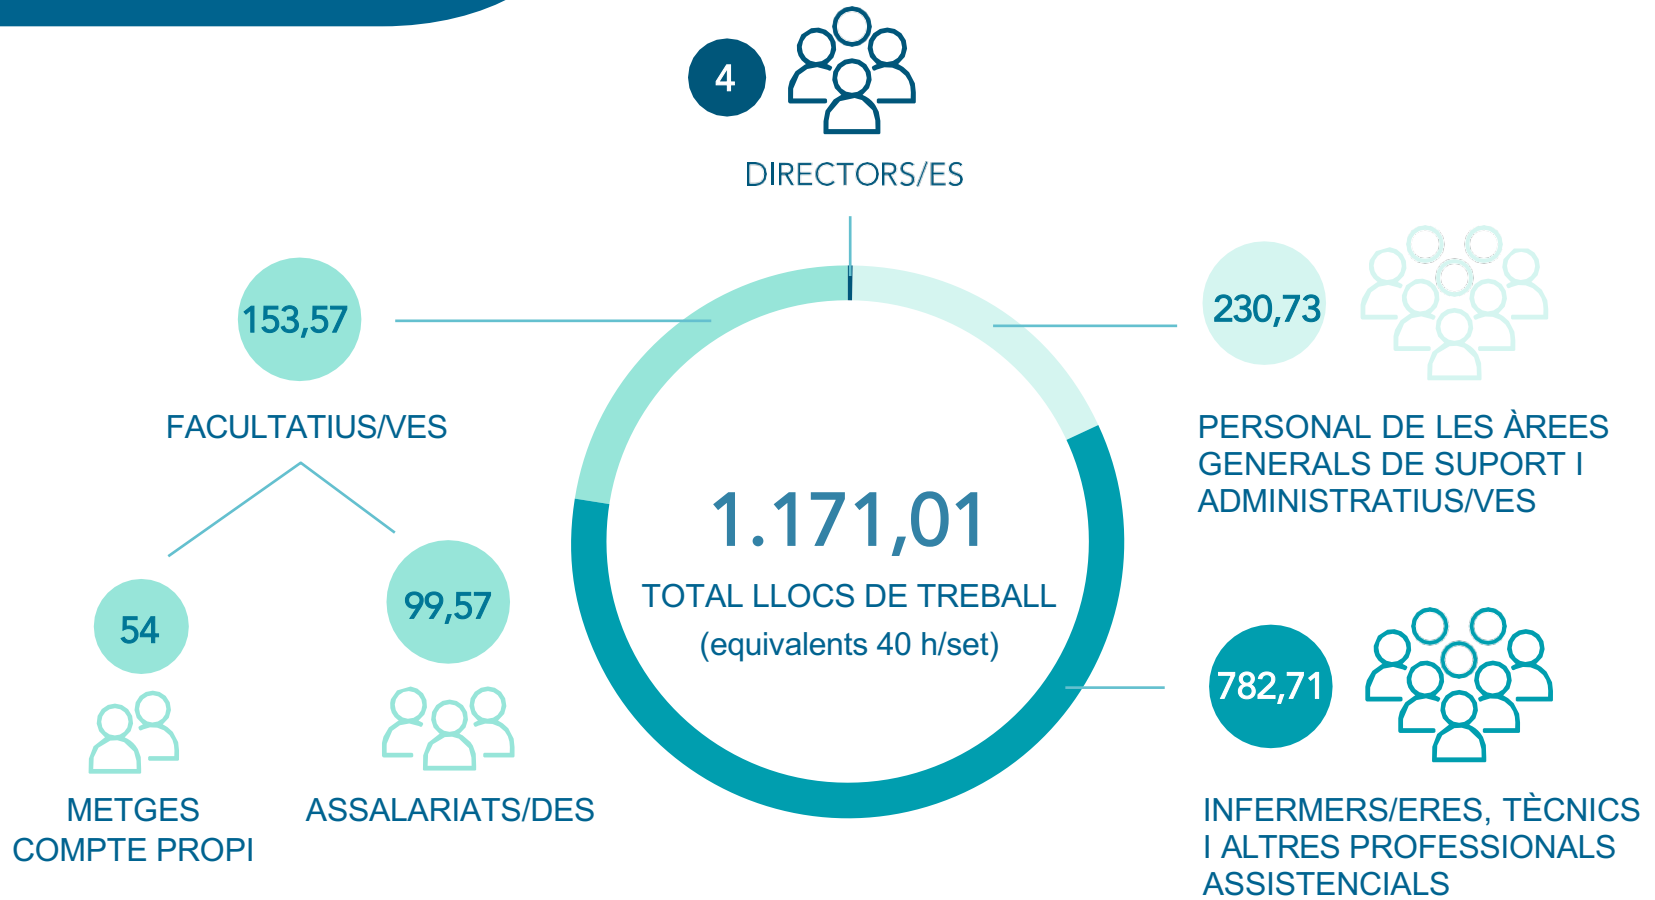 4
DIRECTORS/ES
153,57
FACULTATIUS/VES
54
METGES
COMPTE PROPI
99,57
ASSALARIATS/DES
1.171,01
TOTAL LLOCS DE TREBALL
(equivalents 40 h/set)
230,73
PERSONAL DE LES ÀREES
GENERALS DE SUPORT I
ADMINISTRATIUS/VES
782,71
INFERMERS/ERES, TÈCNICS
I ALTRES PROFESSIONALS
ASSISTENCIALS